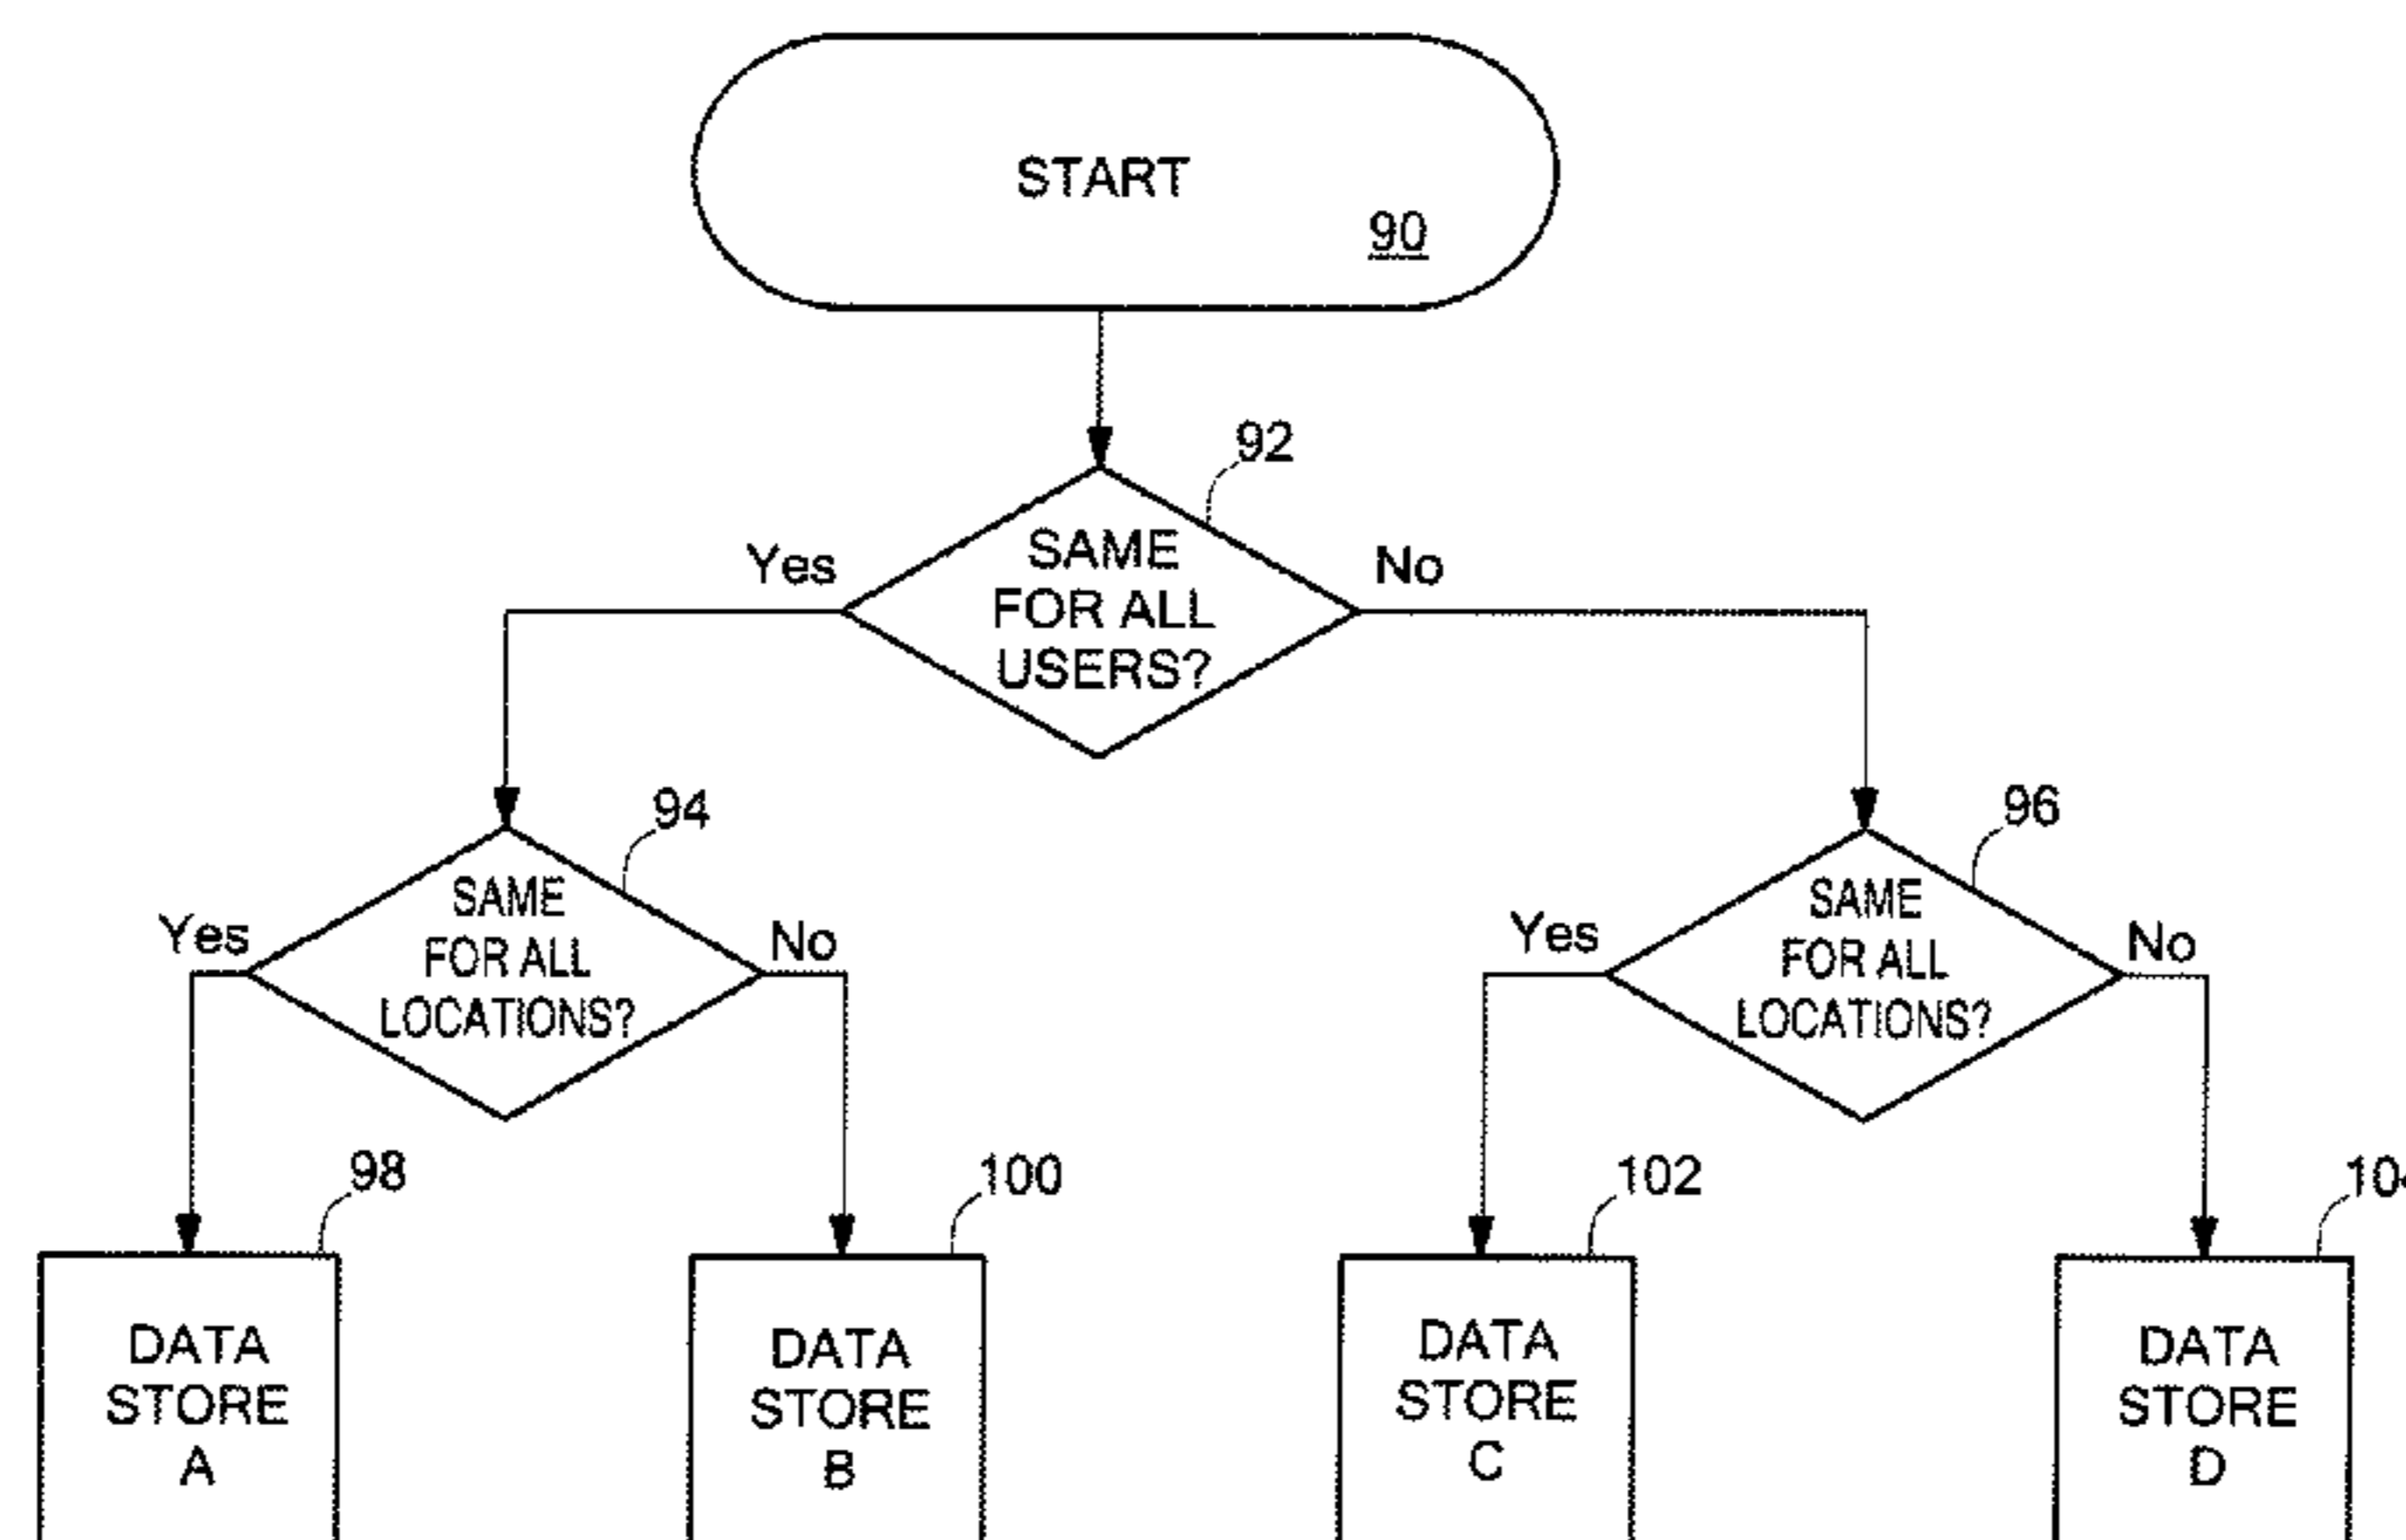 START
90
92
Yes
No
SAME
FOR ALL
USERS?
94
96
Yes
No
SAME
FOR ALL
LOCATIONS?
Yes
No
SAME
FOR ALL
LOCATIONS?
98
100
102
DATA
STORE
A
DATA
STORE
B
DATA
STORE
C
DATA
STORE
D